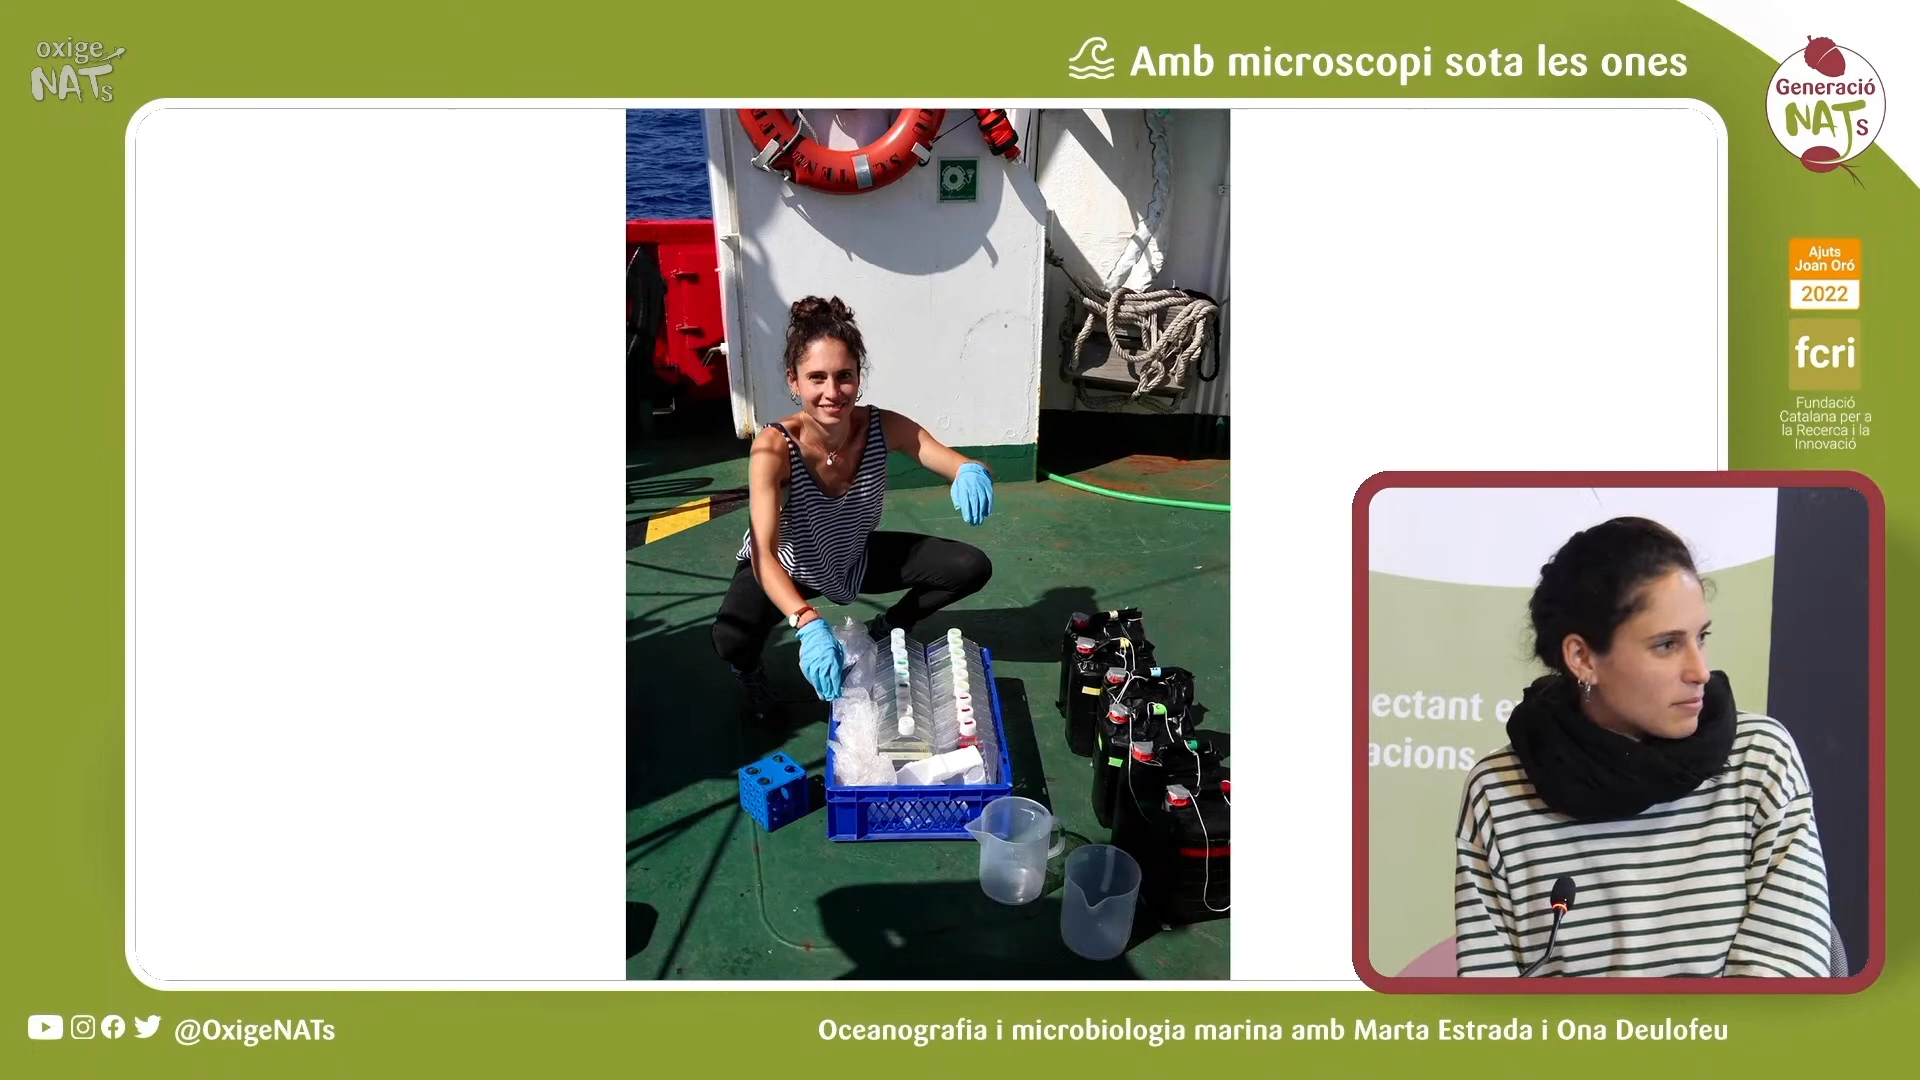 oxige
NATs
Amb microscopi sota les ones
Generació
NATs
Ajuts
Joan Oró
2022
fcri
Fundació
Catalana per a
la Recerca i la
Innovació
ectant e
acions
@OxigeNATs
Oceanografia i microbiologia marina amb Marta Estrada i Ona Deulofeu